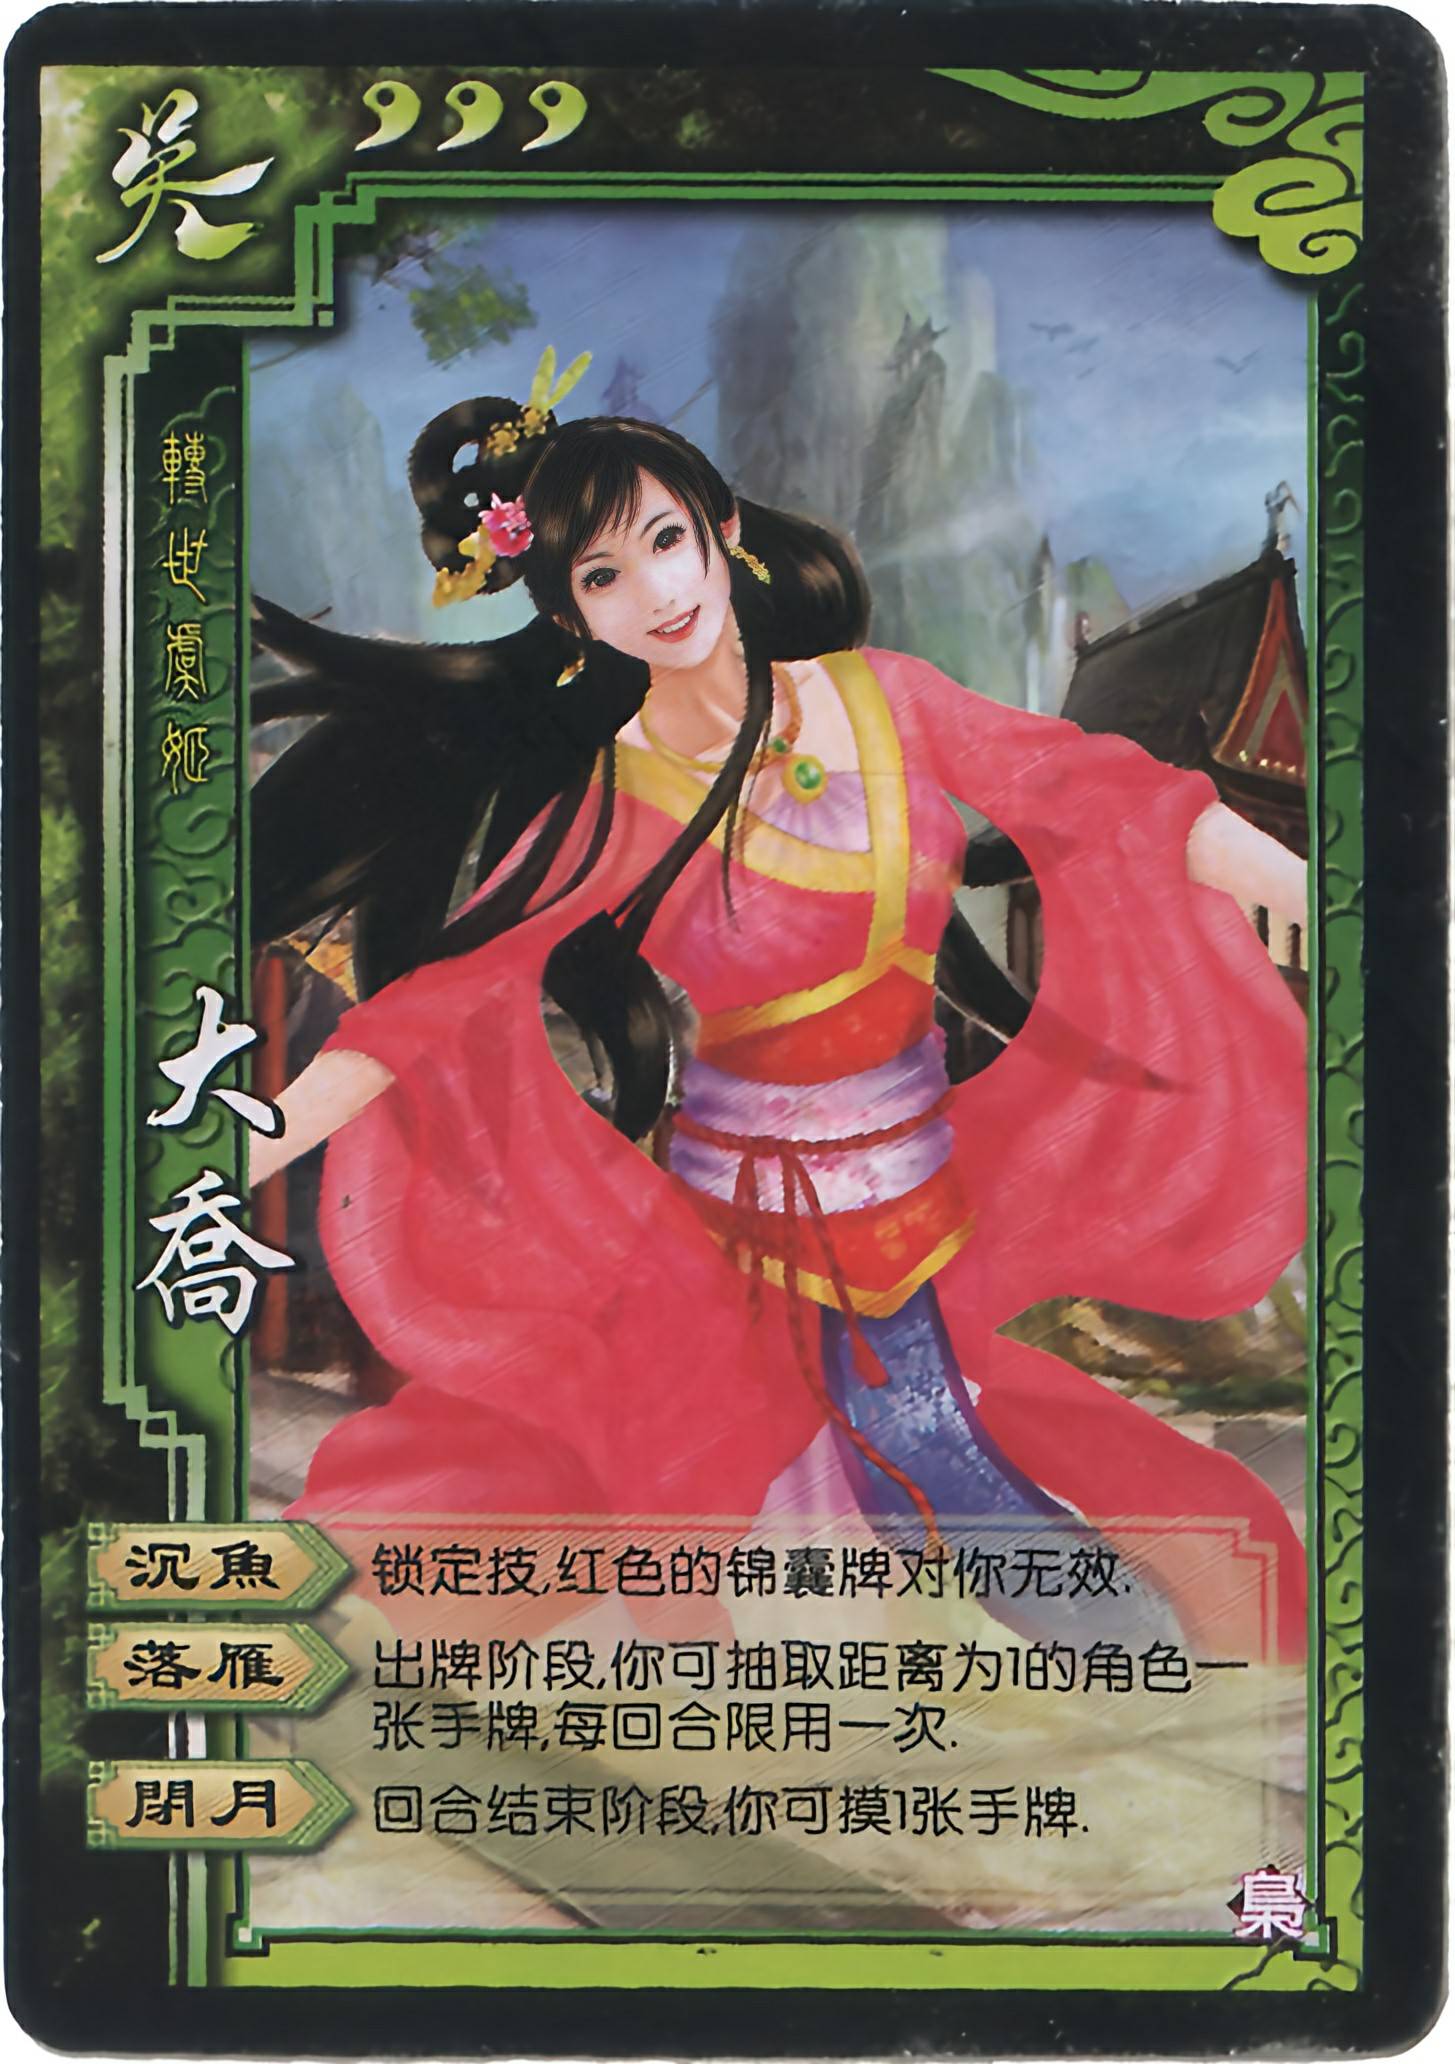 吳
轉世虞姬
大喬
沉魚
锁定技,红色的锦囊牌对你无效.
落雁
出牌阶段,你可抽取距离为1的角色一
张手牌,每回合限用一次.
閉月
回合结束阶段,你可摸1张手牌.
梟